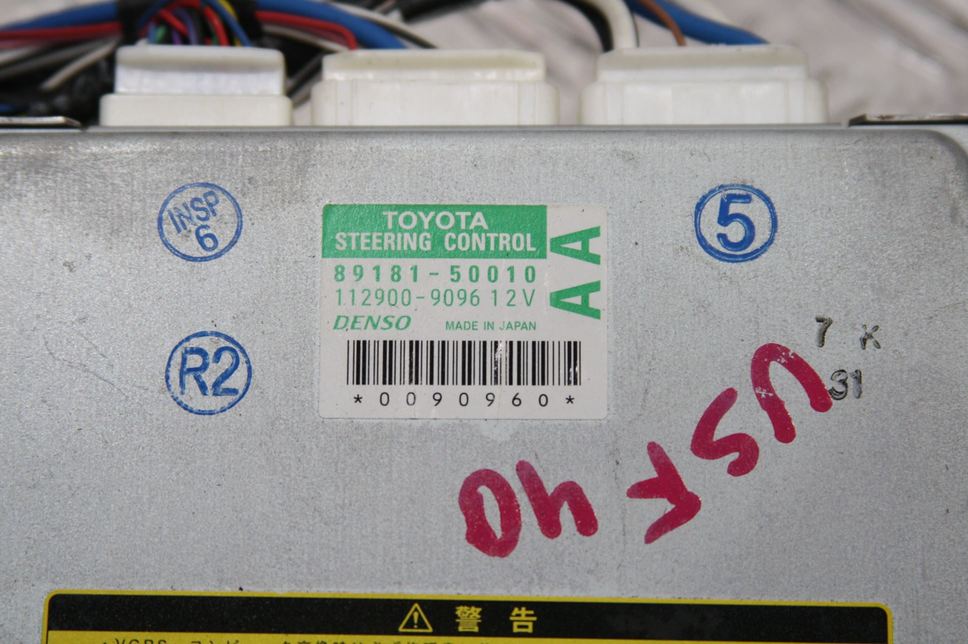 INSP
6
R2
TOYOTA
STEERING CONTROL
89181-50010
112900-9096 12V
DENSO MADE IN JAPAN
*0090960*
AA
5
7 K
31
USF40
警告